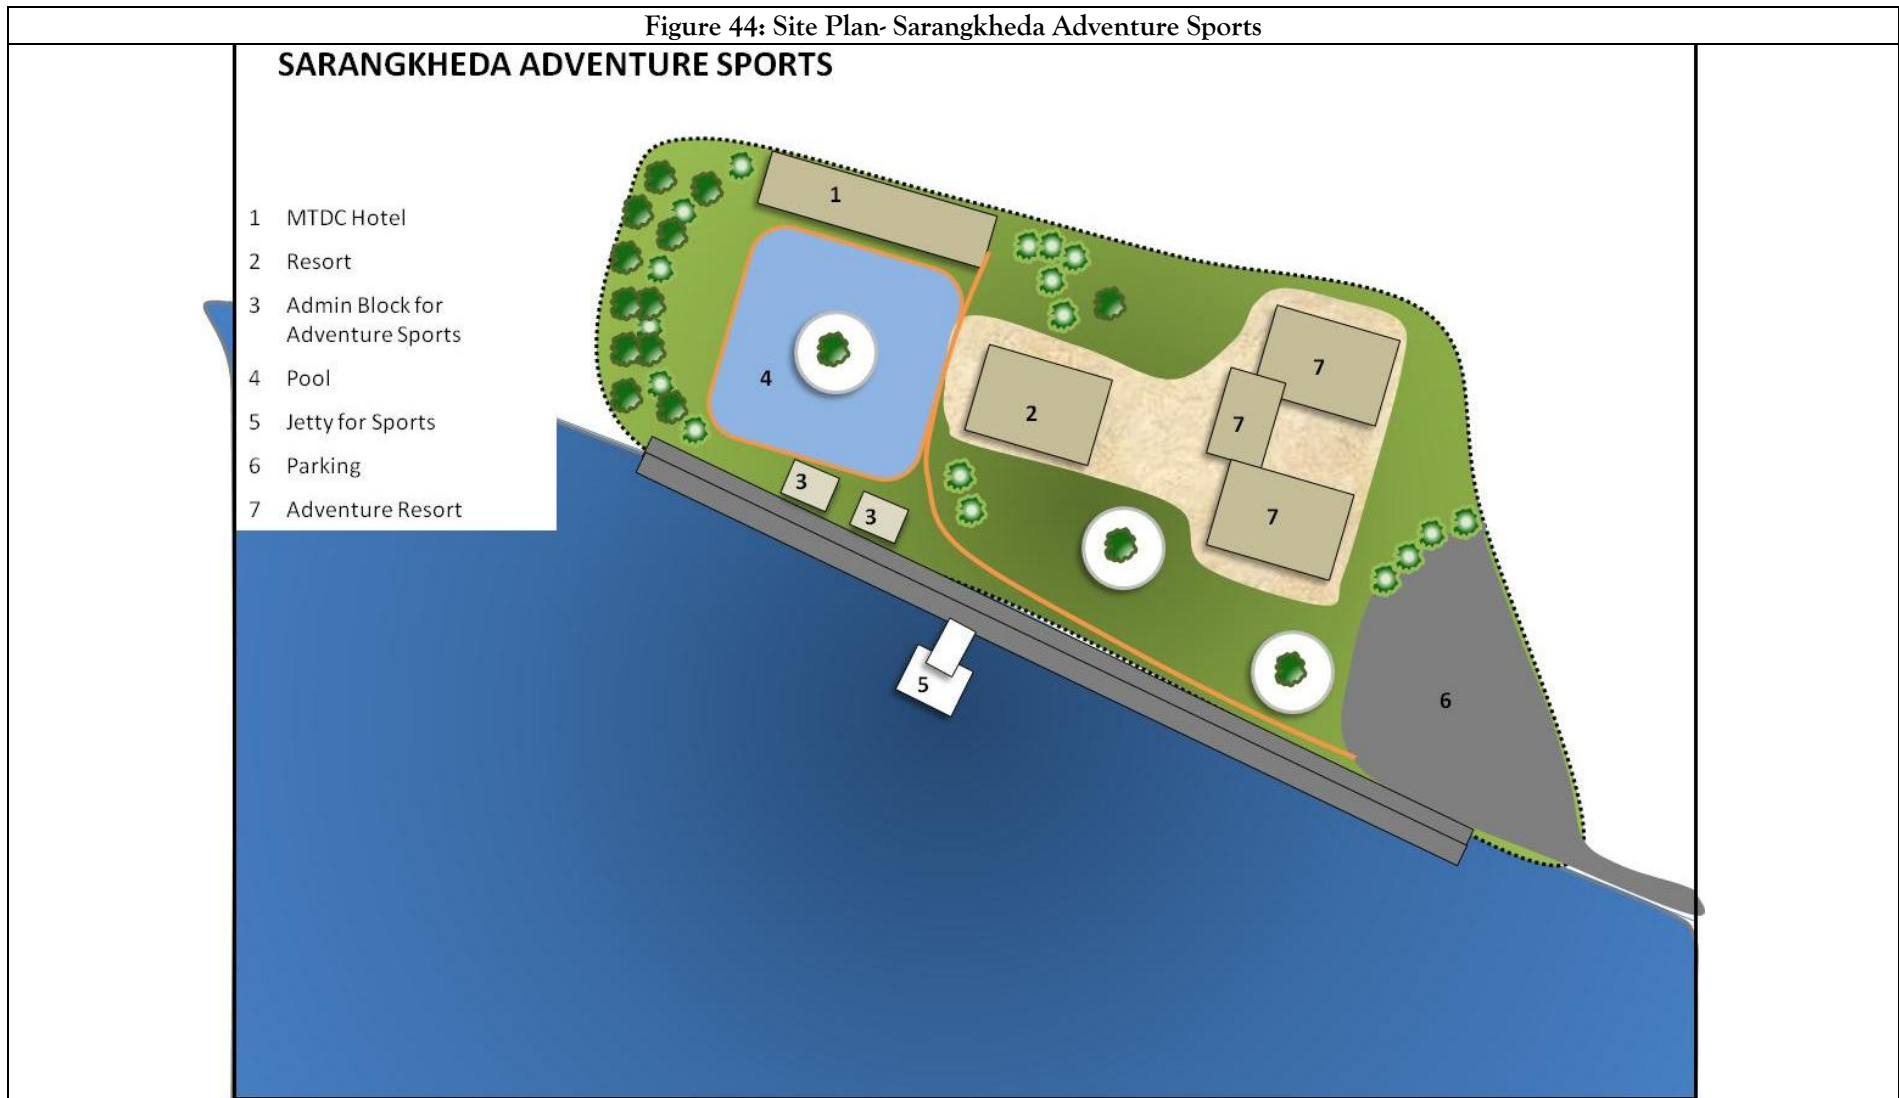 Figure 44: Site Plan- Sarangkheda Adventure Sports
SARANGKHEDA ADVENTURE SPORTS
1 MTDC Hotel
2 Resort
3 Admin Block for
Adventure Sports
4 Pool
5 Jetty for Sports
6 Parking
7 Adventure Resort
1
4
2
7
7
7
3
3
5
6